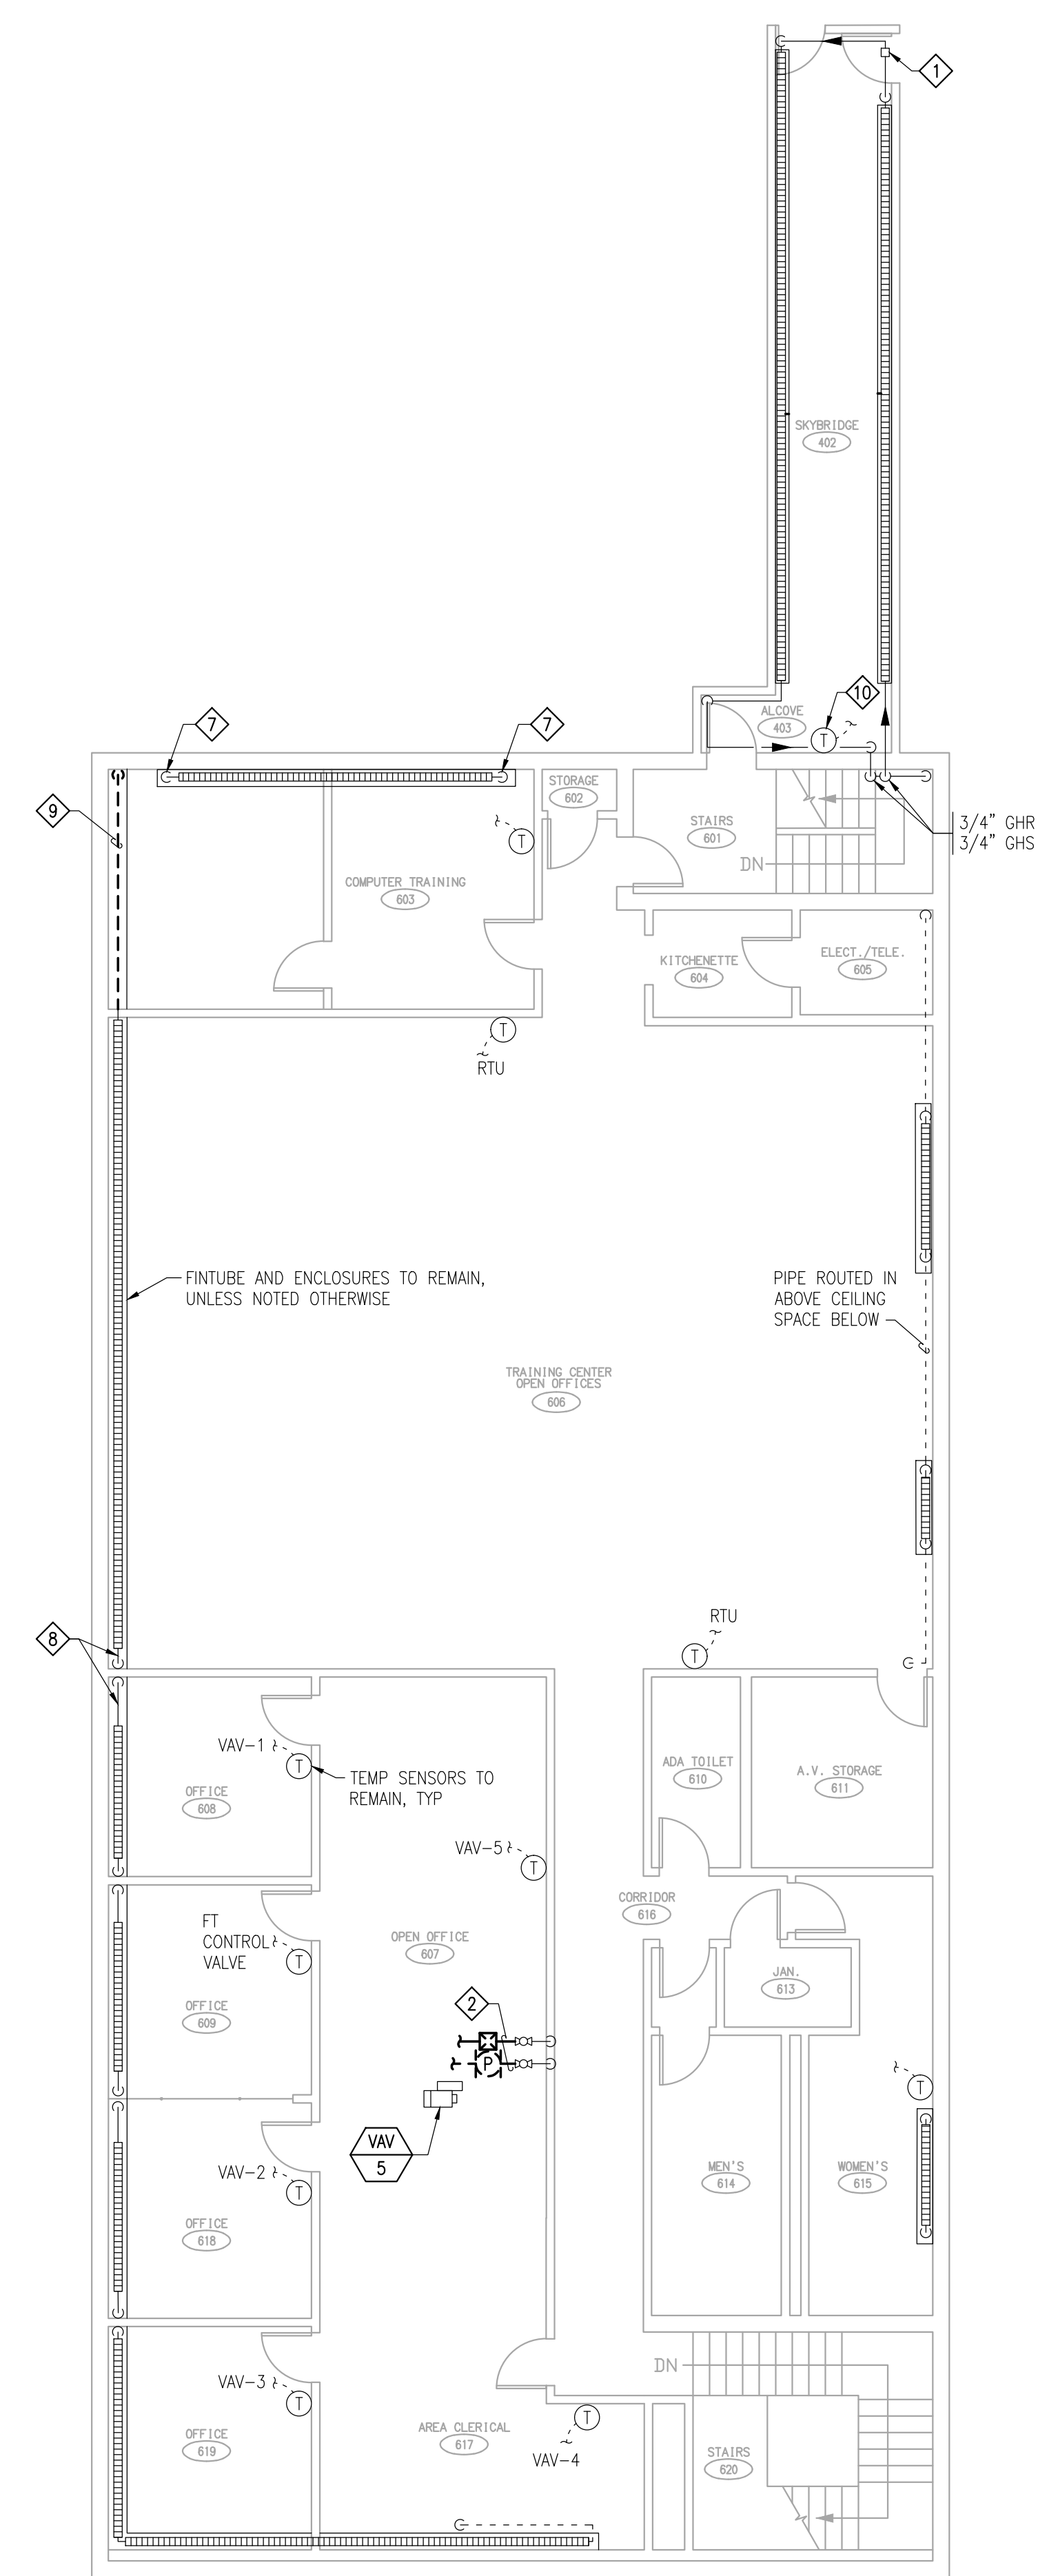 1
SKYBRIDGE
402
10
ALCOVE
403
T
7
7
9
STORAGE
602
STAIRS
601
DN
3/4" GHR
3/4" GHS
T
COMPUTER TRAINING
603
KITCHENETTE
604
ELECT./TELE.
605
T
RTU
FINTUBE AND ENCLOSURES TO REMAIN,
UNLESS NOTED OTHERWISE
PIPE ROUTED IN
ABOVE CEILING
SPACE BELOW
TRAINING CENTER
OPEN OFFICES
606
8
RTU
T
VAV-1
T
TEMP SENSORS TO
REMAIN, TYP
OFFICE
608
ADA TOILET
610
A.V. STORAGE
611
VAV-5
T
CORRIDOR
616
FT
CONTROL
VALVE
T
OPEN OFFICE
607
OFFICE
609
JAN.
613
2
P
T
VAV
5
VAV-2
T
MEN'S
614
WOMEN'S
615
OFFICE
618
DN
VAV-3
T
T
VAV-4
OFFICE
619
AREA CLERICAL
617
STAIRS
620